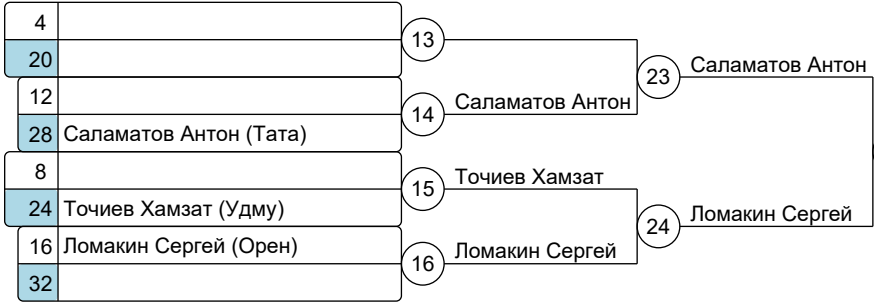 4
20
13
12
28 Саламатов Антон (Тата)
14 Саламатов Антон
23 Саламатов Антон
8
24 Точиев Хамзат (Удму)
15 Точиев Хамзат
16 Ломакин Сергей (Орен)
32
16 Ломакин Сергей
24 Ломакин Сергей